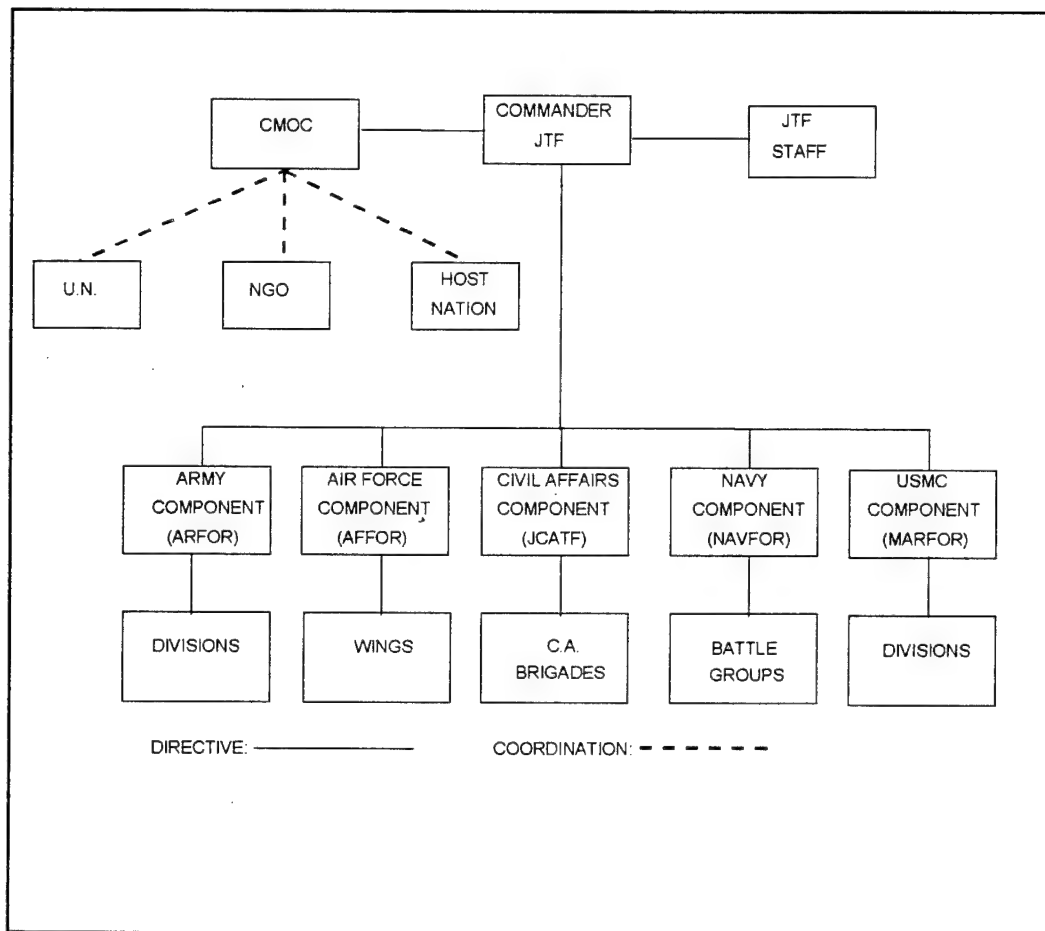 CMOC
COMMANDER
JTF
JTF
STAFF
U.N.
NGO
HOST
NATION
ARMY
COMPONENT
(ARFOR)
AIR FORCE
COMPONENT
(AFFOR)
CIVIL AFFAIRS
COMPONENT
(JCATF)
NAVY
COMPONENT
(NAVFOR)
USMC
COMPONENT
(MARFOR)
DIVISIONS
WINGS
C.A.
BRIGADES
BATTLE
GROUPS
DIVISIONS
DIRECTIVE:
COORDINATION: